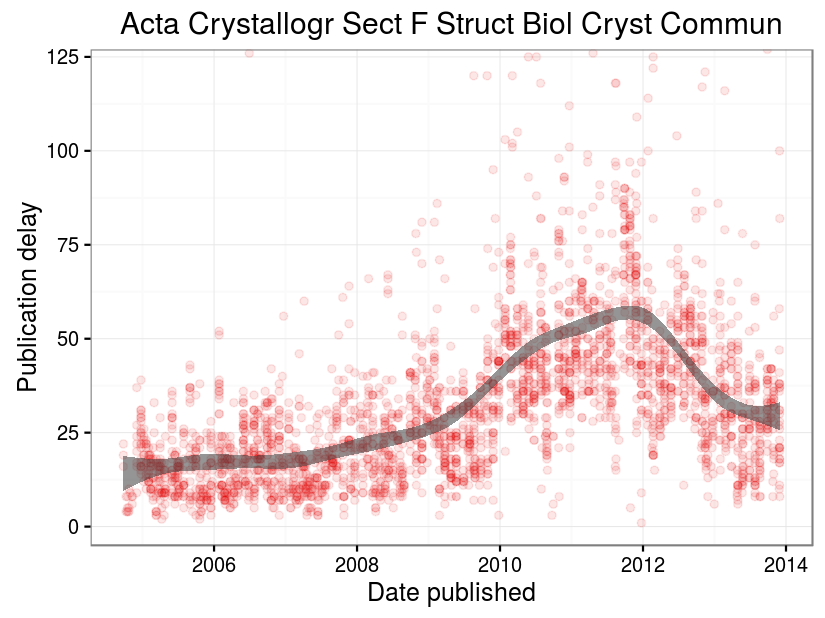 Acta Crystallogr Sect F Struct Biol Cryst Commun
125
100
75
50
25
0
Publication delay
2006 2008 2010 2012 2014
Date published